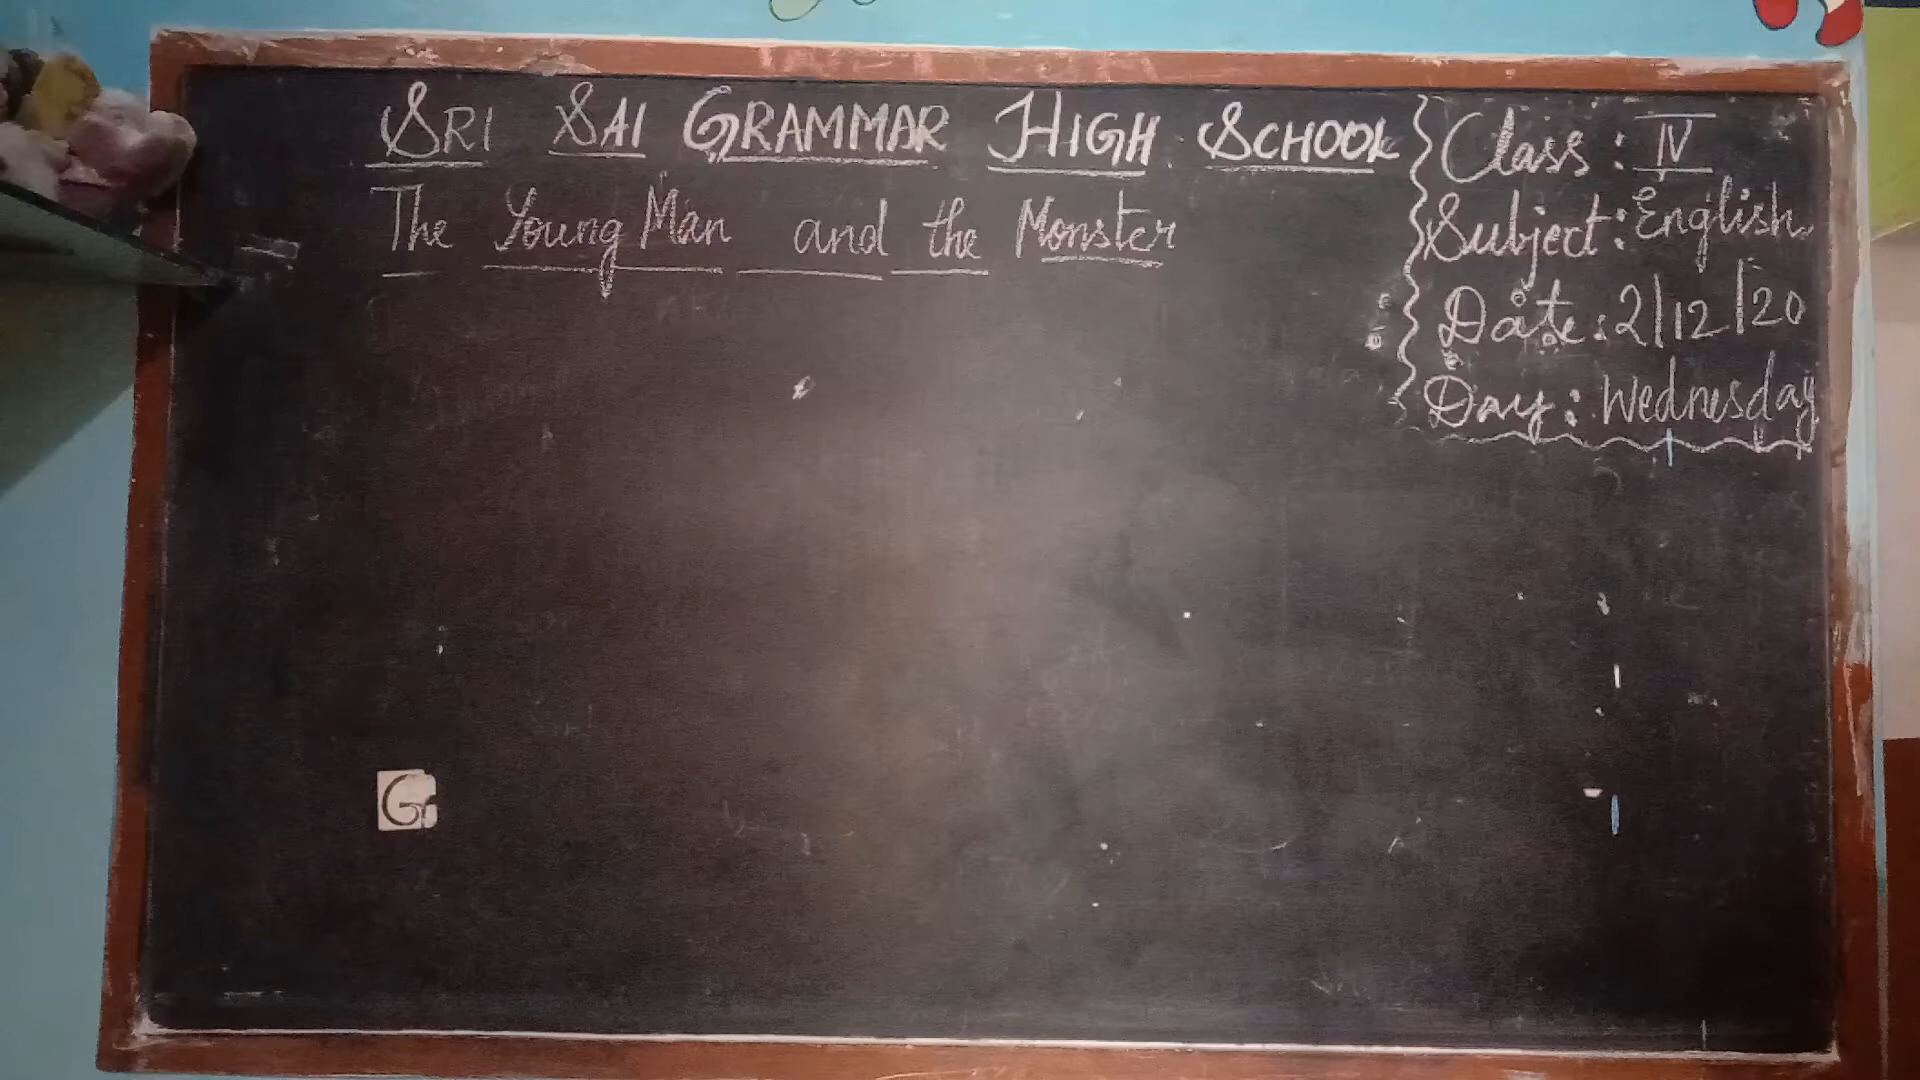 SRI SAI GRAMMAR HIGH SCHOOL
The Young Man and the Monster
Class : IV
Subject : English
Date : 2/12/20
Day : Wednesday
G